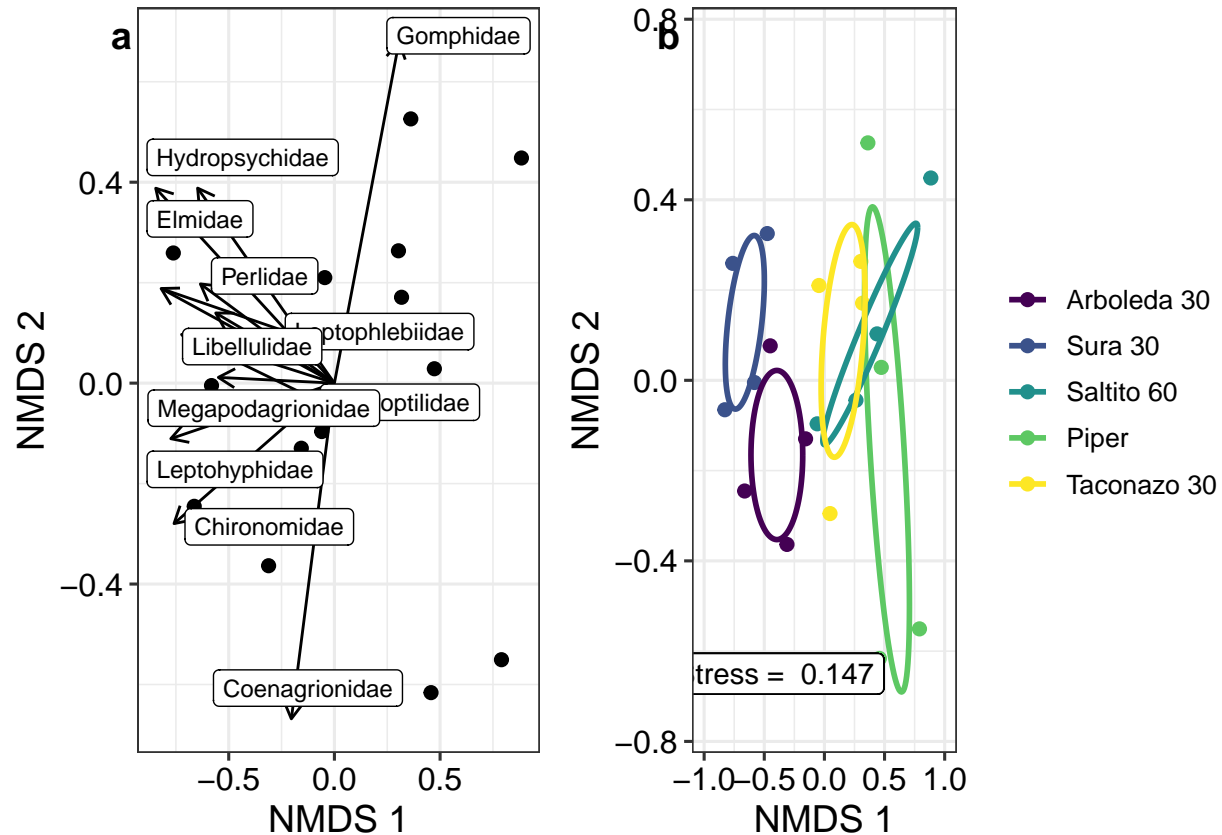 a
Gomphidae
Hydropsychidae
Elmidae
Perlidae
Leptophlebiidae
Libellulidae
optilidae
Megapodagrionidae
Leptohyphidae
Chironomidae
Coenagrionidae
0.4
0.0
−0.4
−0.5
0.0
0.5
NMDS 1
NMDS 2
b
0.8
0.4
0.0
−0.4
−0.8
−1.0
−0.5
0.0
0.5
1.0
NMDS 1
NMDS 2
tress = 0.147
Arboleda 30
Sura 30
Saltito 60
Piper
Taconazo 30